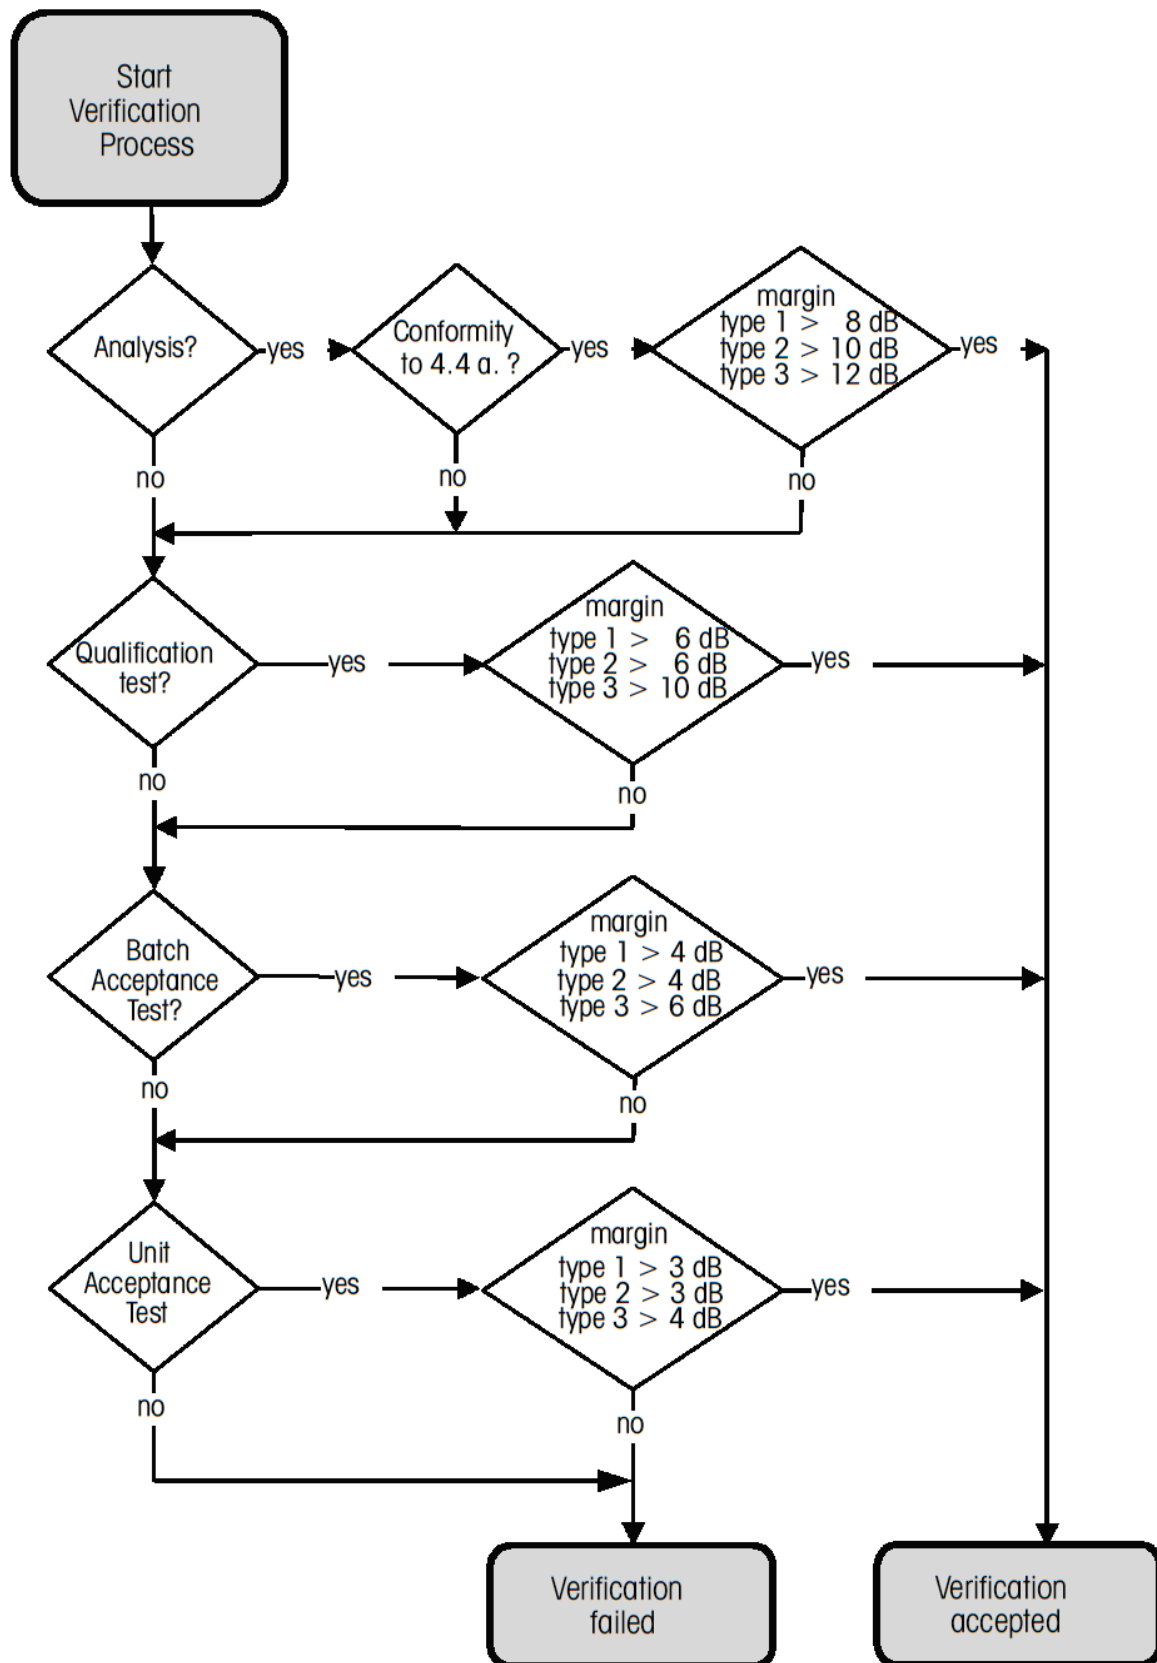 Start
Verification
Process
Analysis?
yes
Conformity
to 4.4 a. ?
yes
margin
type 1 > 8 dB
type 2 > 10 dB
type 3 > 12 dB
yes
no
no
no
Qualification
test?
yes
margin
type 1 > 6 dB
type 2 > 6 dB
type 3 > 10 dB
yes
no
no
Batch
Acceptance
Test?
yes
margin
type 1 > 4 dB
type 2 > 4 dB
type 3 > 6 dB
yes
no
no
Unit
Acceptance
Test
yes
margin
type 1 > 3 dB
type 2 > 3 dB
type 3 > 4 dB
yes
no
no
Verification
failed
Verification
accepted